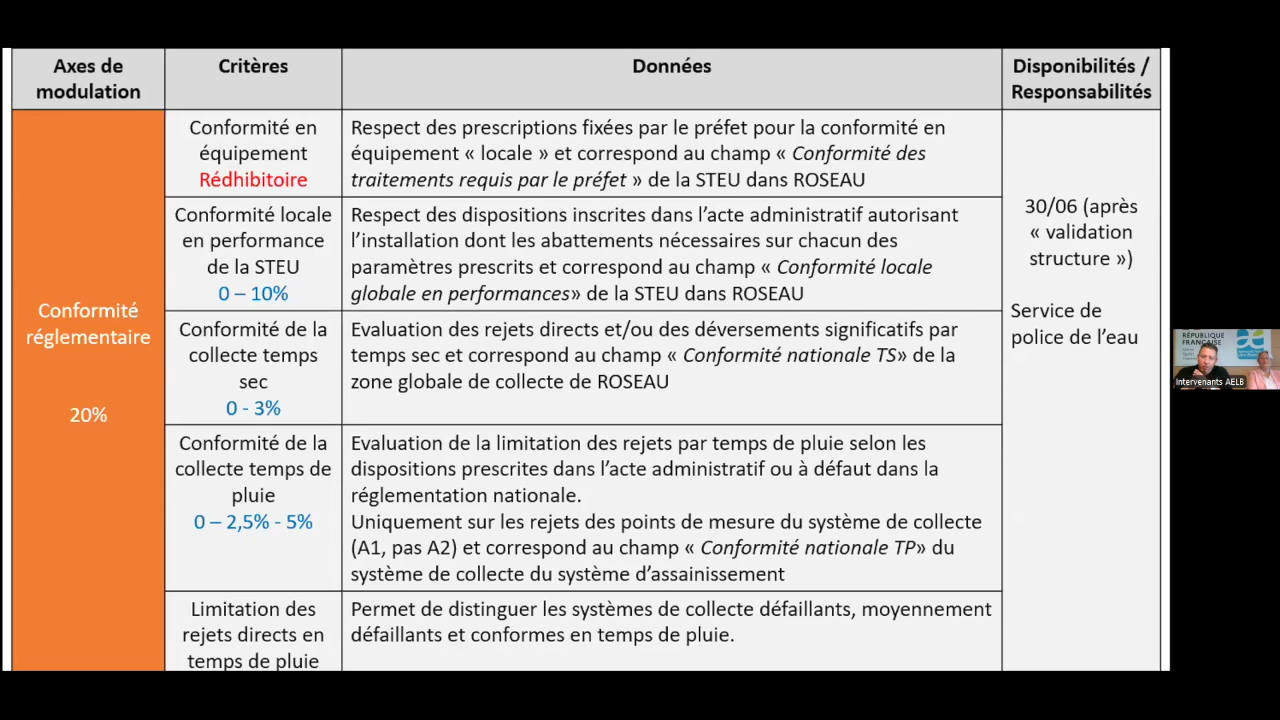 Axes de
modulation
Critères
Données
Disponibilités /
Responsabilités
Conformité
réglementaire
20%
Conformité en
équipement
Rédhibitoire
Respect des prescriptions fixées par le préfet pour la conformité en
équipement « locale » et correspond au champ « Conformité des
traitements requis par le préfet » de la STEU dans ROSEAU
Conformité locale
en performance
de la STEU
0 – 10%
Respect des dispositions inscrites dans l’acte administratif autorisant
l’installation dont les abattements nécessaires sur chacun des
paramètres prescrits et correspond au champ « Conformité locale
globale en performances» de la STEU dans ROSEAU
Conformité de la
collecte temps
sec
0 - 3%
Evaluation des rejets directs et/ou des déversements significatifs par
temps sec et correspond au champ « Conformité nationale TS» de la
zone globale de collecte de ROSEAU
Conformité de la
collecte temps de
pluie
0 – 2,5% - 5%
Evaluation de la limitation des rejets par temps de pluie selon les
dispositions prescrites dans l’acte administratif ou à défaut dans la
réglementation nationale.
Uniquement sur les rejets des points de mesure du système de collecte
(A1, pas A2) et correspond au champ « Conformité nationale TP» du
système de collecte du système d’assainissement
Limitation des
rejets directs en
temps de pluie
Permet de distinguer les systèmes de collecte défaillants, moyennement
défaillants et conformes en temps de pluie.
30/06 (après
« validation
structure »)
Service de
police de l’eau
RÉPUBLIQUE
FRANÇAISE
Intervenants AELB